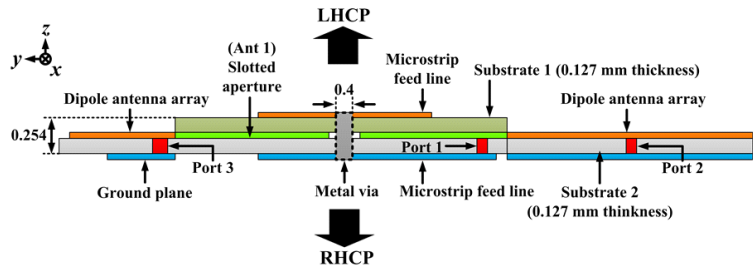 LHCP
z
y
x
(Ant 1)
Slotted
aperture
Microstrip
feed line
Substrate 1 (0.127 mm thickness)
0.4
Dipole antenna array
Dipole antenna array
0.254
Port 3
Port 1
Port 2
Ground plane
Metal via
Microstrip feed line
Substrate 2
(0.127 mm thinkness)
RHCP